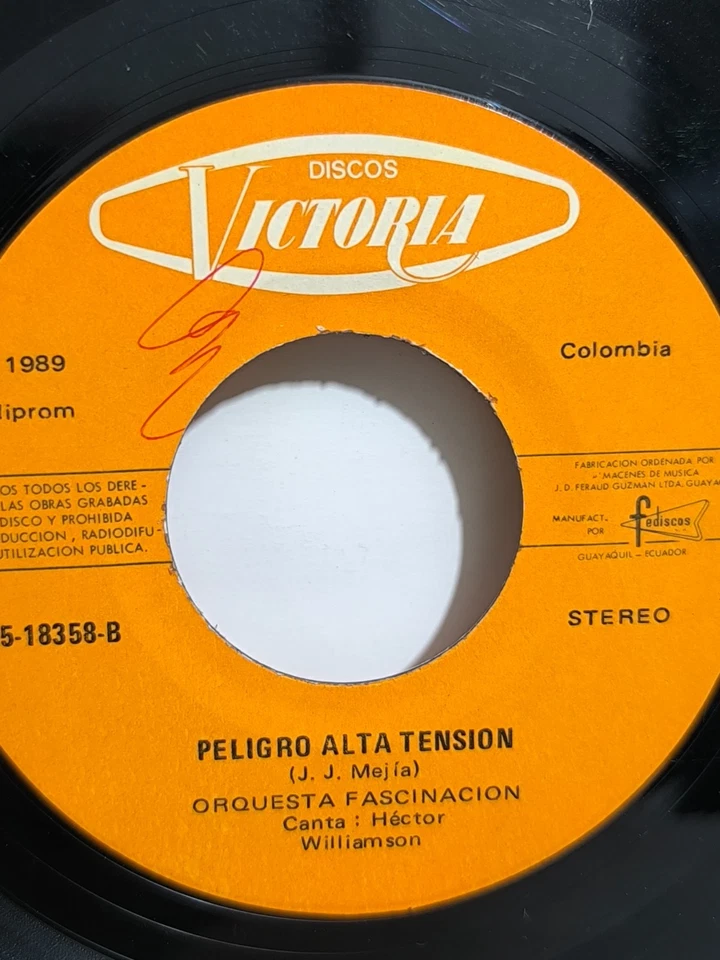 DISCOS
VICTORIA
1989
Colombia
iprom
OS TODOS LOS DERE-
LAS OBRAS GRABADAS
DISCO Y PROHIBIDA
DUCCION, RADIODIFU-
UTILIZACION PUBLICA.
FABRICACION ORDENADA POR:
MACENES DE MUSICA
J. D. FERAUD GUZMAN LTDA. GUAYA
MANUFACT.
POR
fediscos
GUAYAQUIL - ECUADOR
5-18358-B
STEREO
PELIGRO ALTA TENSION
(J. J. Mejía)
ORQUESTA FASCINACION
Canta : Héctor
Williamson